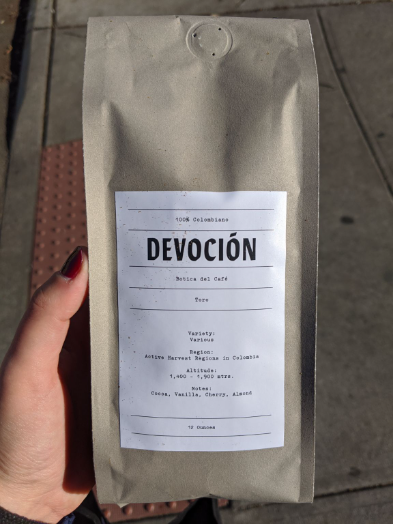 100% Colombiano
DEVOCIÓN
Botica del Café
Toro
Variety:
Various
Region:
Active Harvest Regions in Colombia
Altitude:
1,400 - 1,900 mtrs.
Notes:
Cocoa, Vanilla, Cherry, Almond
12 Ounces